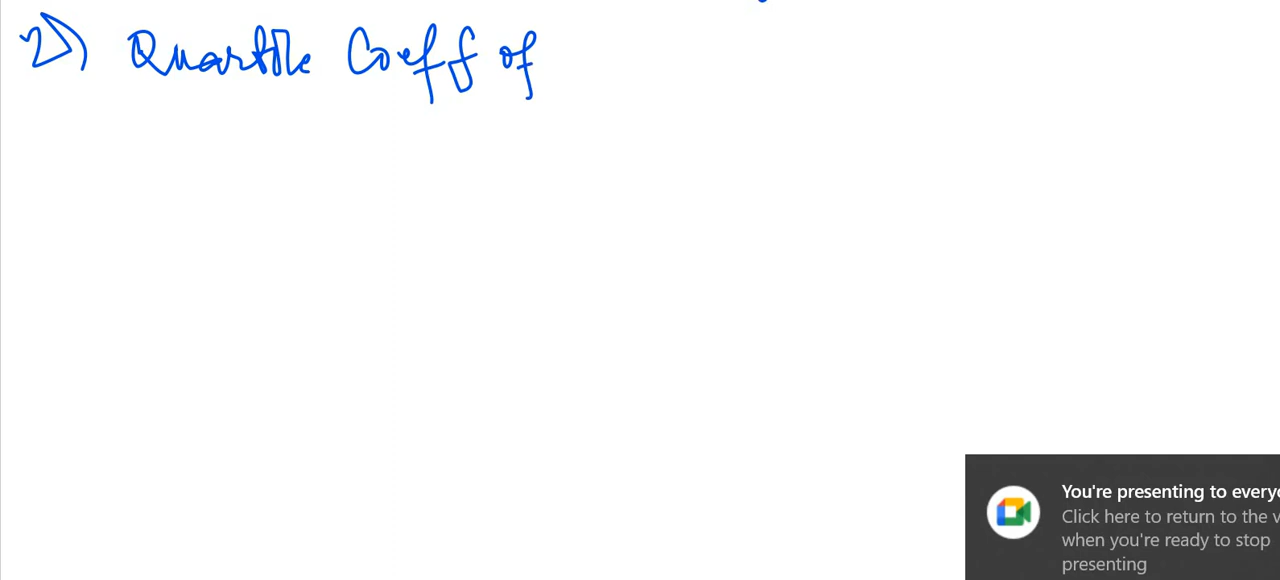 2) Quartile Coeff of
You're presenting to everyo
Click here to return to the v
when you're ready to stop
presenting